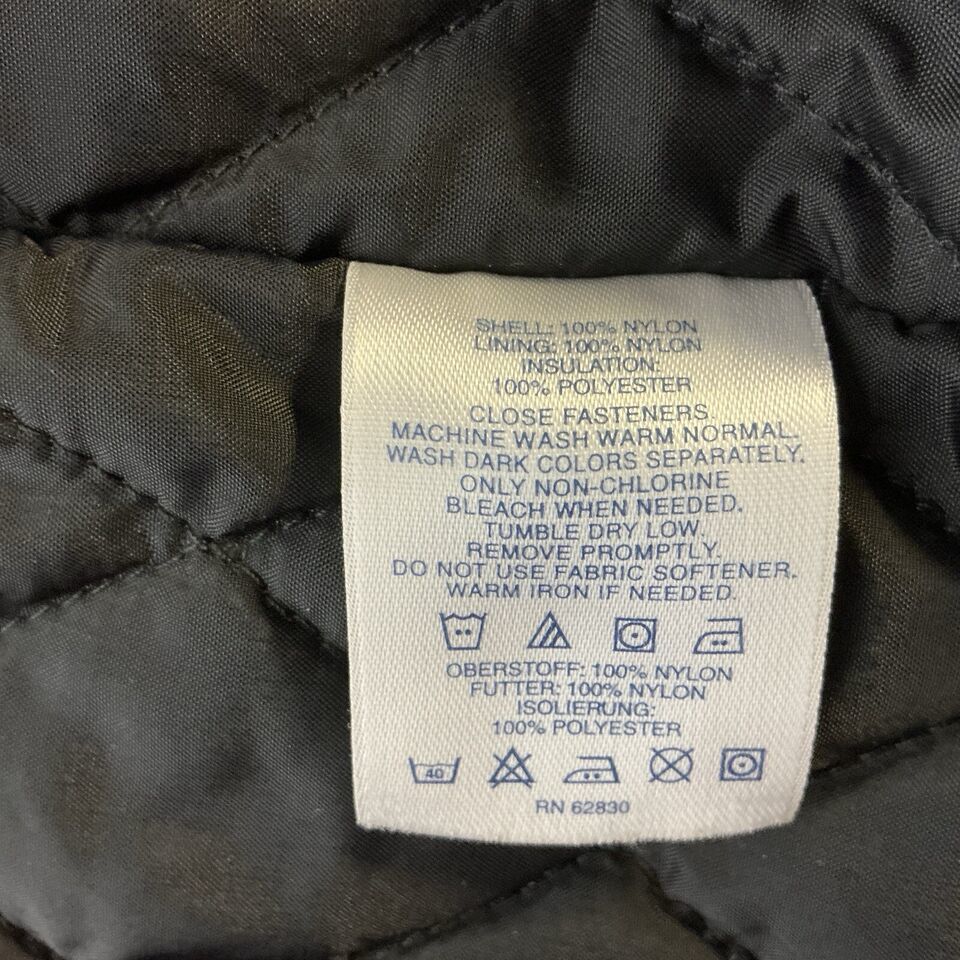 SHELL: 100% NYLON
LINING: 100% NYLON
INSULATION:
100% POLYESTER
CLOSE FASTENERS.
MACHINE WASH WARM NORMAL.
WASH DARK COLORS SEPARATELY.
ONLY NON-CHLORINE
BLEACH WHEN NEEDED.
TUMBLE DRY LOW.
REMOVE PROMPTLY.
DO NOT USE FABRIC SOFTENER.
WARM IRON IF NEEDED.
OBERSTOFF: 100% NYLON
FUTTER: 100% NYLON
ISOLIERUNG:
100% POLYESTER
40
RN 62830